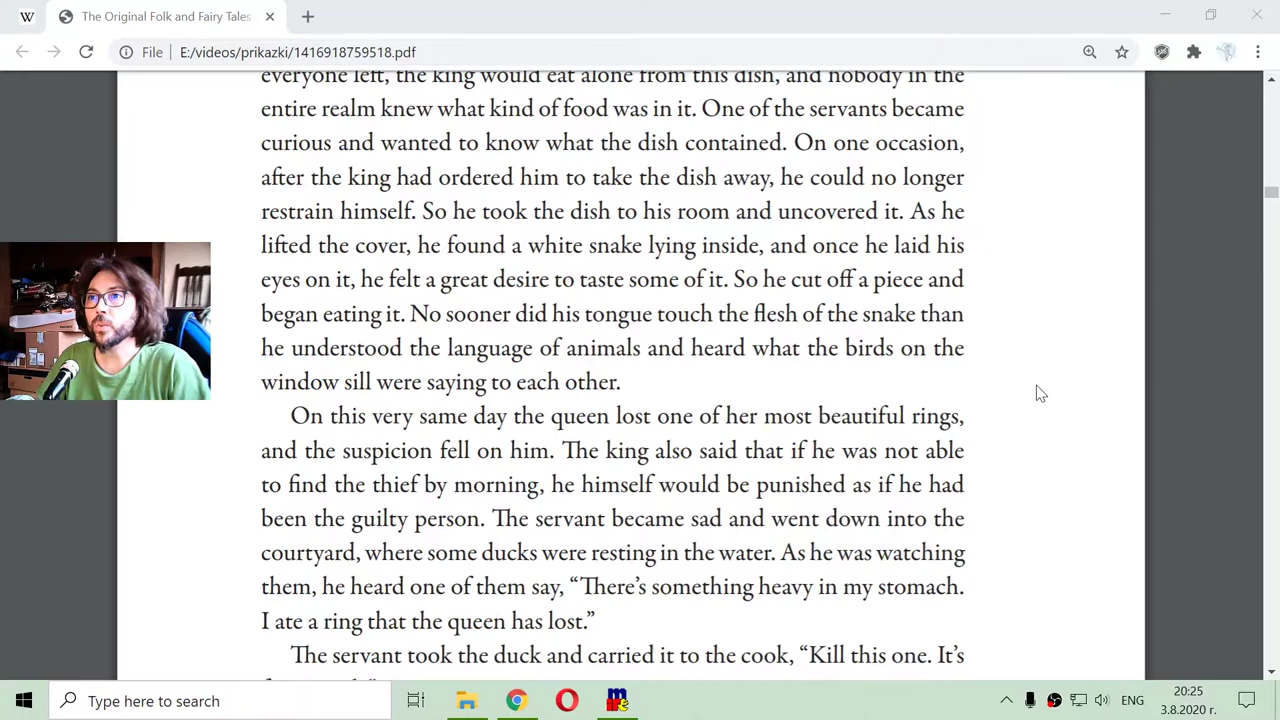 The Original Folk and Fairy Tales
File
E:/videos/prikazki/1416918759518.pdf
everyone left, the king would eat alone from this dish, and nobody in the
entire realm knew what kind of food was in it. One of the servants became
curious and wanted to know what the dish contained. On one occasion,
after the king had ordered him to take the dish away, he could no longer
restrain himself. So he took the dish to his room and uncovered it. As he
lifted the cover, he found a white snake lying inside, and once he laid his
eyes on it, he felt a great desire to taste some of it. So he cut off a piece and
began eating it. No sooner did his tongue touch the flesh of the snake than
he understood the language of animals and heard what the birds on the
window sill were saying to each other.
On this very same day the queen lost one of her most beautiful rings,
and the suspicion fell on him. The king also said that if he was not able
to find the thief by morning, he himself would be punished as if he had
been the guilty person. The servant became sad and went down into the
courtyard, where some ducks were resting in the water. As he was watching
them, he heard one of them say, “There’s something heavy in my stomach.
I ate a ring that the queen has lost.”
The servant took the duck and carried it to the cook, “Kill this one. It’s
Type here to search
ЕНГ
20:25
3.8.2020 г.